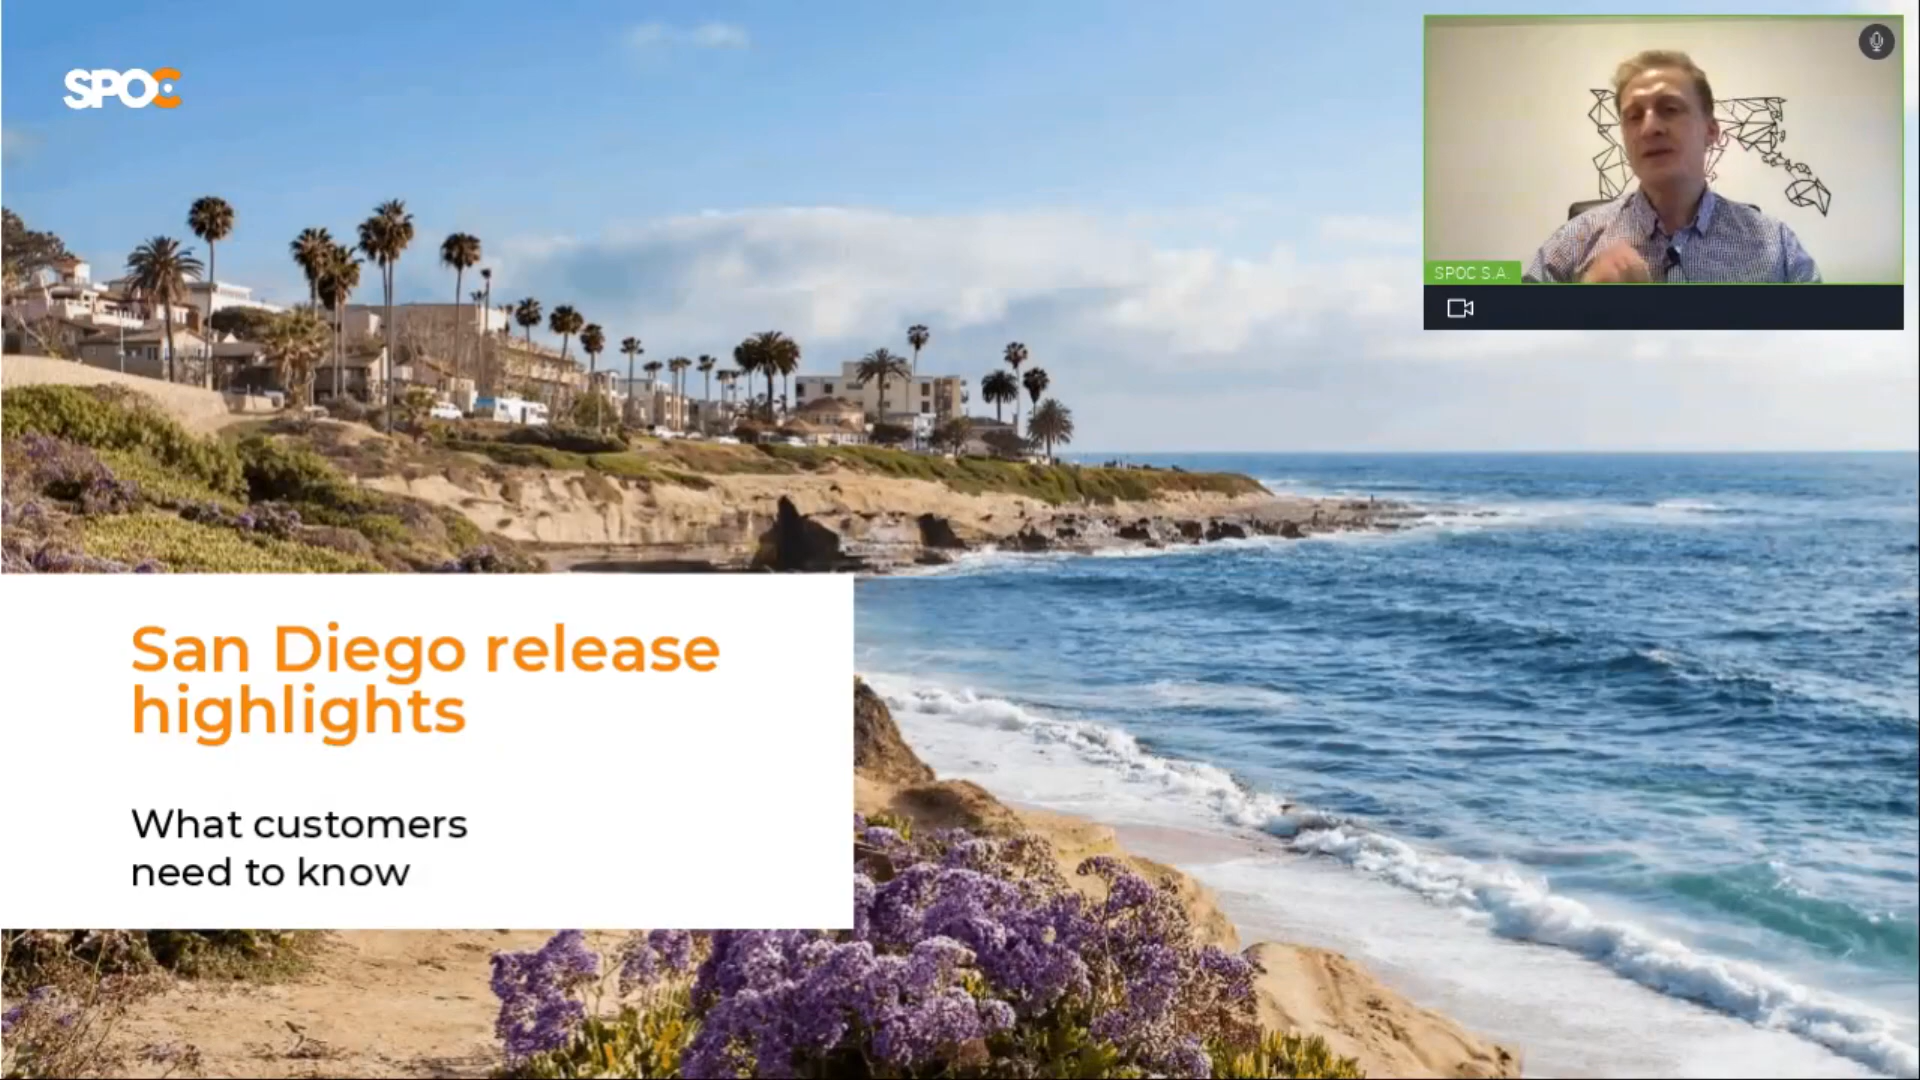 SPOC
SPOC S.A.
San Diego release
highlights
What customers
need to know